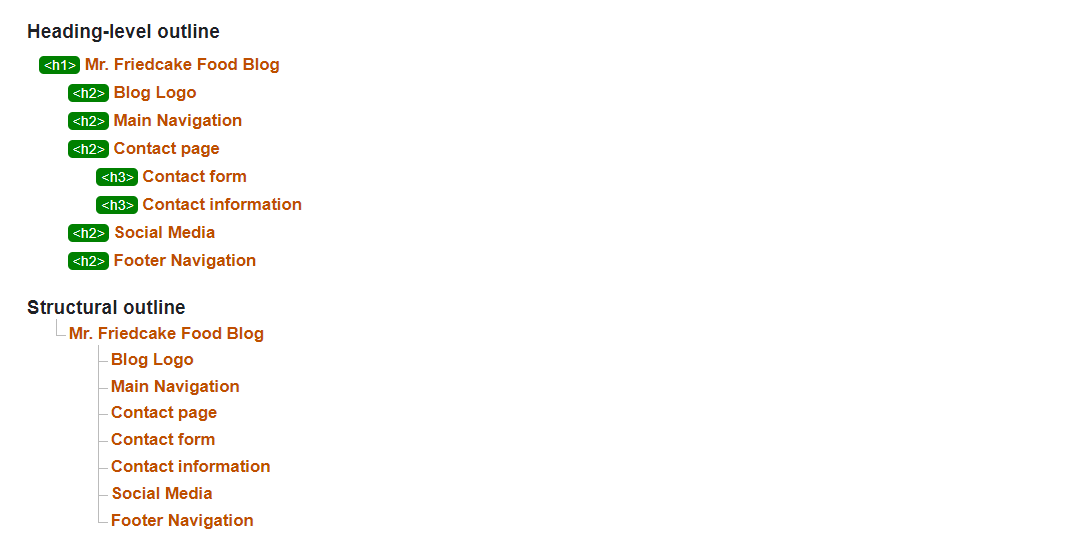 Heading-level outline
<h1> Mr. Friedcake Food Blog
<h2> Blog Logo
<h2> Main Navigation
<h2> Contact page
<h3> Contact form
<h3> Contact information
<h2> Social Media
<h2> Footer Navigation
Structural outline
Mr. Friedcake Food Blog
Blog Logo
Main Navigation
Contact page
Contact form
Contact information
Social Media
Footer Navigation